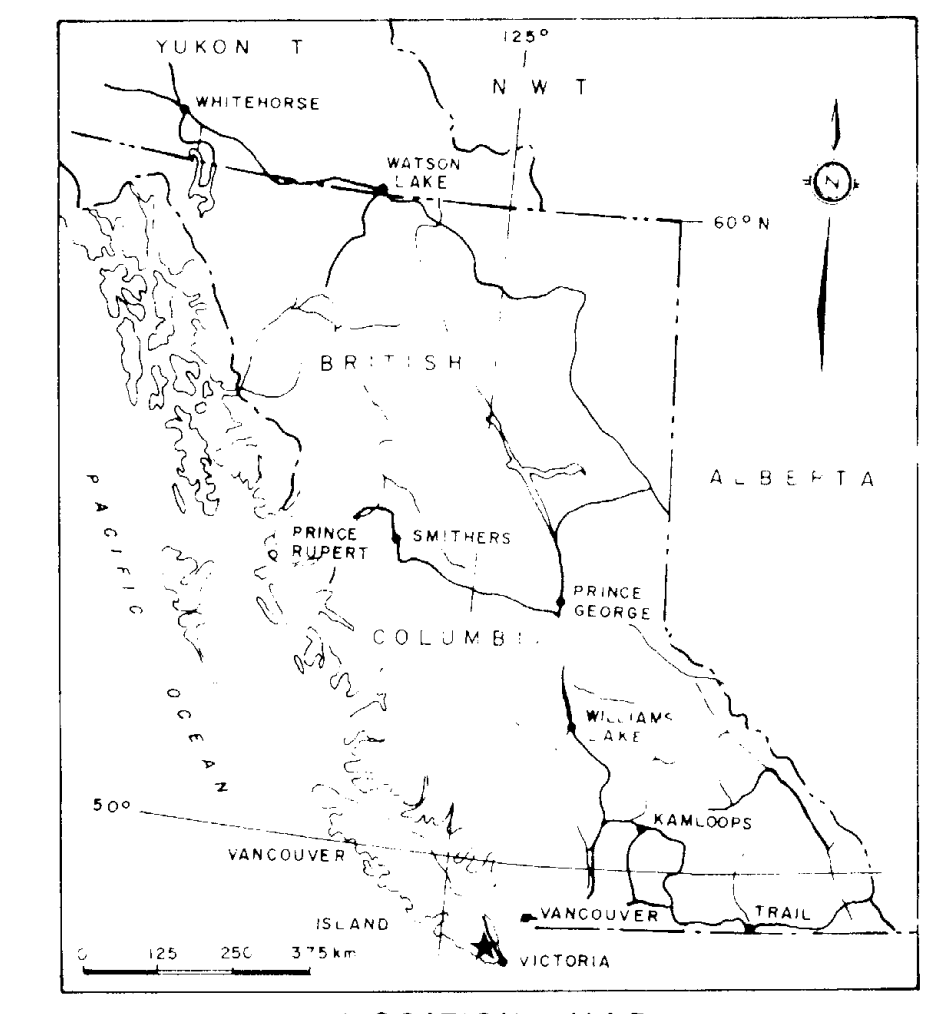 YUKON T
125°
N W T
WHITEHORSE
WATSON
LAKE
N
60°N
BRITISH
ALBERTA
PACIFIC
PRINCE
RUPERT
SMITHERS
PRINCE
GEORGE
COLUMBI
OCEAN
WILLIAMS
LAKE
50°
KAMLOOPS
VANCOUVER
ISLAND
VANCOUVER
TRAIL
0 125 250 375 km
VICTORIA